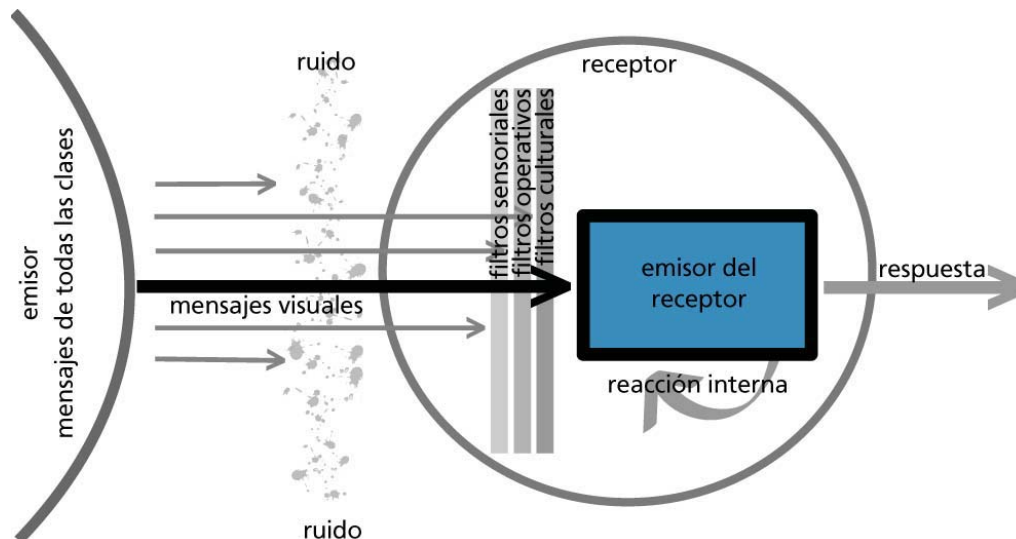 emisor
mensajes de todas las clases
ruido
mensajes visuales
ruido
receptor
filtros sensoriales
filtros operativos
filtros culturales
emisor del
receptor
reacción interna
respuesta